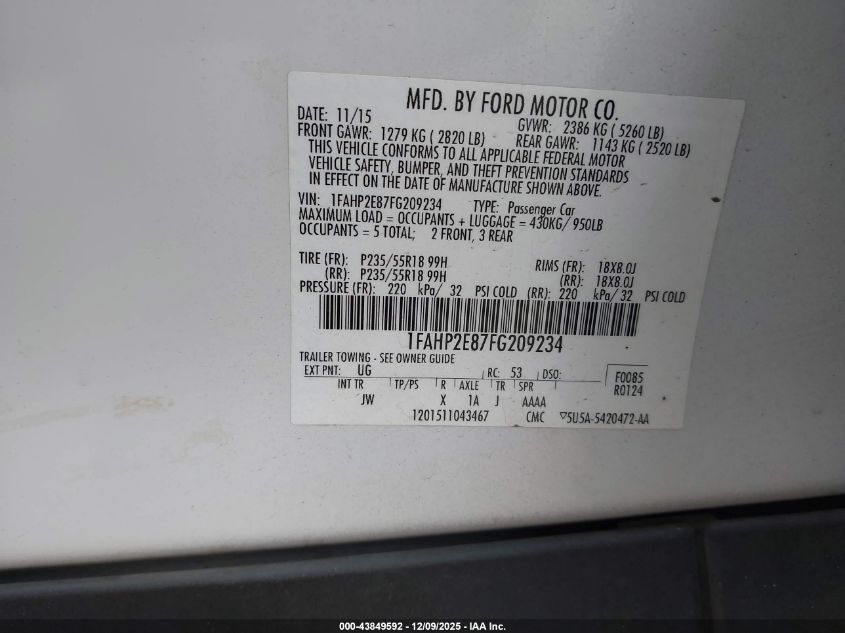 MFD. BY FORD MOTOR CO.
DATE: 11/15 GVWR: 2386 KG ( 5260 LB)
FRONT GAWR: 1279 KG ( 2820 LB) REAR GAWR: 1143 KG ( 2520 LB)
THIS VEHICLE CONFORMS TO ALL APPLICABLE FEDERAL MOTOR
VEHICLE SAFETY, BUMPER, AND THEFT PREVENTION STANDARDS
IN EFFECT ON THE DATE OF MANUFACTURE SHOWN ABOVE.
VIN: 1FAHP2E87FG209234 TYPE: Passenger Car
MAXIMUM LOAD = OCCUPANTS + LUGGAGE = 430KG/ 950LB
OCCUPANTS = 5 TOTAL; 2 FRONT, 3 REAR
TIRE (FR): P235/55R18 99H RIMS (FR): 18X8.0J
(RR): P235/55R18 99H (RR): 18X8.0J
PRESSURE (FR): 220 kPa/ 32 PSI COLD (RR): 220 kPa/ 32 PSI COLD
1FAHP2E87FG209234
TRAILER TOWING - SEE OWNER GUIDE
EXT PNT: UG RC: 53 DSO: F0085
INT TR TP/PS R AXLE TR SPR R0124
JW X 1A J AAAA
1201511043467 CMC ▽5U5A-5420472-AA
000-43849592 - 12/09/2025 - IAA Inc.